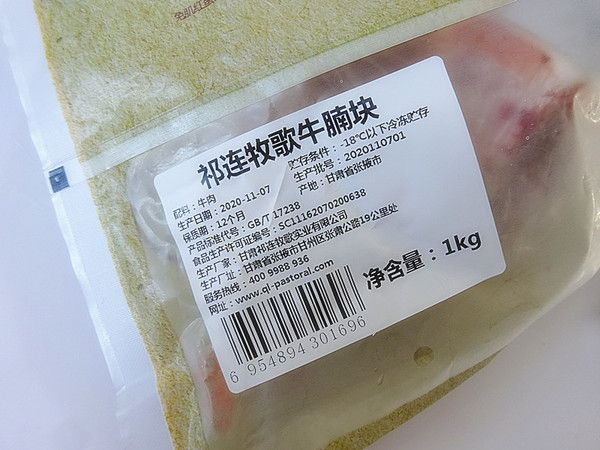 祁连牧歌牛腩块
配料：牛肉
贮存条件：-18℃以下冷冻贮存
生产日期：2020-11-07
生产批号：2020110701
保质期：12个月
产地：甘肃省张掖市
产品标准代号：GB/T 17238
食品生产许可证编号：SC11162070200638
生产厂家：甘肃祁连牧歌实业有限公司
生产厂址：甘肃省张掖市甘州区张肃公路19公里处
服务热线：400 9988 936
网址：www.ql-pastoral.com
净含量：1kg
6 954894 301696